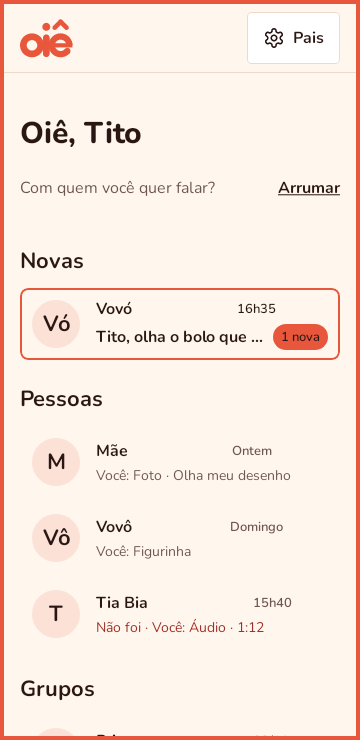 oiê
Pais
Oiê, Tito
Com quem você quer falar?
Arrumar
Novas
Vó
Vovó
16h35
Tito, olha o bolo que ...
1 nova
Pessoas
M
Mãe
Ontem
Você: Foto · Olha meu desenho
Vô
Vovô
Domingo
Você: Figurinha
T
Tia Bia
15h40
Não foi · Você: Áudio · 1:12
Grupos